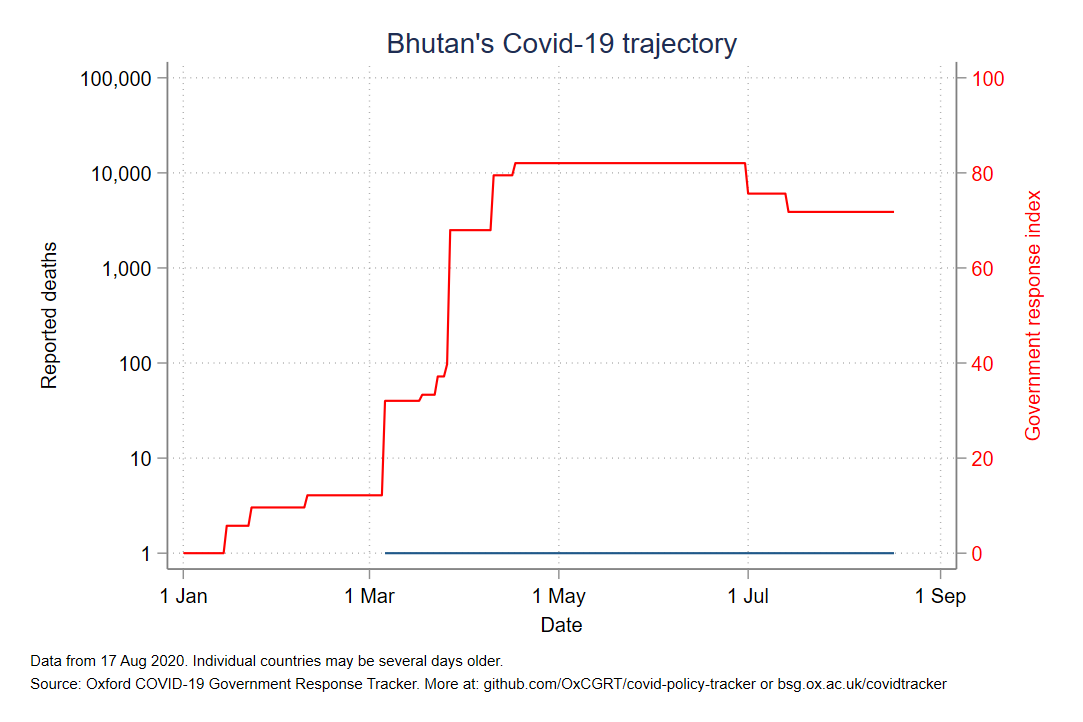 Bhutan's Covid-19 trajectory
100,000
10,000
1,000
100
10
1
Reported deaths
100
80
60
40
20
0
Government response index
1 Jan
1 Mar
1 May
1 Jul
1 Sep
Date
Data from 17 Aug 2020. Individual countries may be several days older.
Source: Oxford COVID-19 Government Response Tracker. More at: github.com/OxCGRT/covid-policy-tracker or bsg.ox.ac.uk/covidtracker